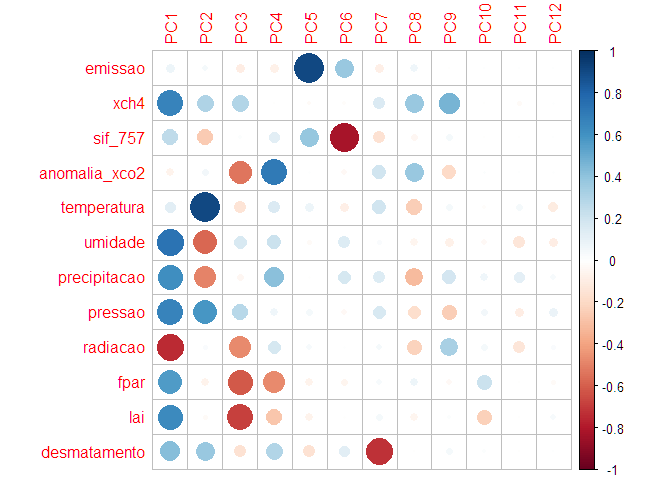 PC1 PC2 PC3 PC4 PC5 PC6 PC7 PC8 PC9 PC10 PC11 PC12
emissao
xch4
sif_757
anomalia_xco2
temperatura
umidade
precipitacao
pressao
radiacao
fpar
lai
desmatamento
1
0.8
0.6
0.4
0.2
0
-0.2
-0.4
-0.6
-0.8
-1